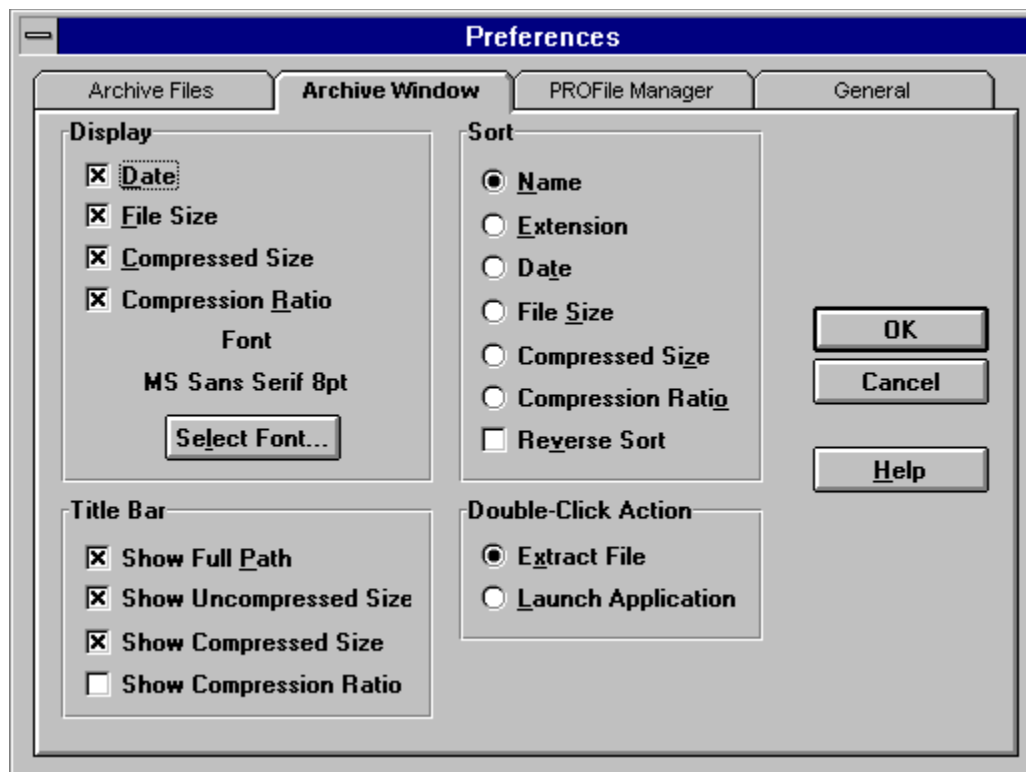 Preferences
Archive Files
Archive Window
PROFile Manager
General
Display
Date
File Size
Compressed Size
Compression Ratio
Font
MS Sans Serif 8pt
Select Font...
Sort
Name
Extension
Date
File Size
Compressed Size
Compression Ratio
Reverse Sort
Title Bar
Show Full Path
Show Uncompressed Size
Show Compressed Size
Show Compression Ratio
Double-Click Action
Extract File
Launch Application
OK
Cancel
Help